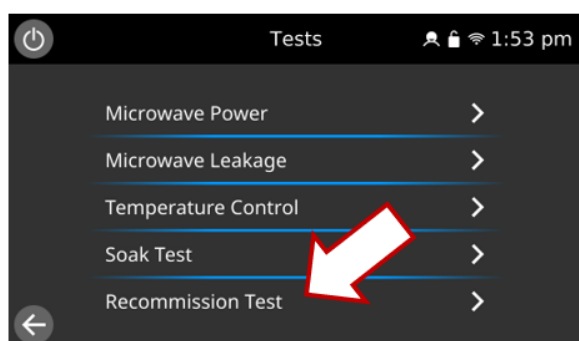 Tests 1:53 pm
Microwave Power
Microwave Leakage
Temperature Control
Soak Test
Recommission Test